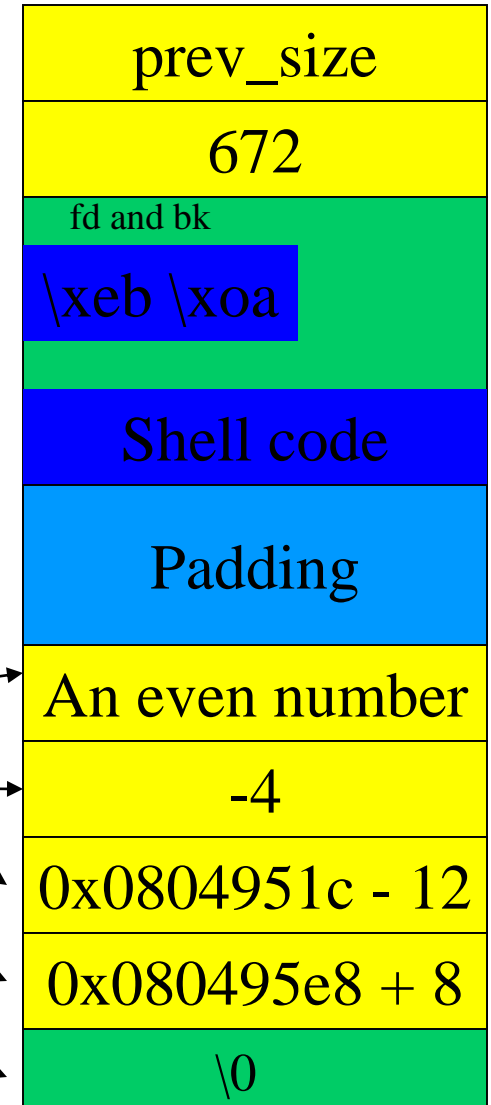 prev_size
672
fd and bk
\xeb \xoa
Shell code
Padding
An even number
-4
0x0804951c - 12
0x080495e8 + 8
\0